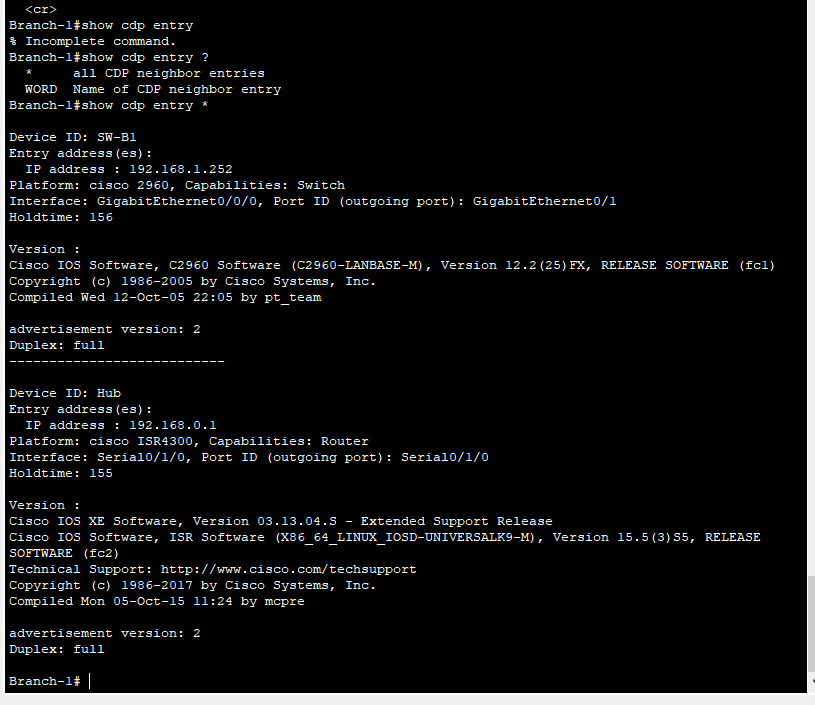 <cr>
Branch-1#show cdp entry
% Incomplete command.
Branch-1#show cdp entry ?
  *     all CDP neighbor entries
  WORD  Name of CDP neighbor entry
Branch-1#show cdp entry *

Device ID: SW-B1
Entry address(es):
  IP address : 192.168.1.252
Platform: cisco 2960, Capabilities: Switch
Interface: GigabitEthernet0/0/0, Port ID (outgoing port): GigabitEthernet0/1
Holdtime: 156

Version :
Cisco IOS Software, C2960 Software (C2960-LANBASE-M), Version 12.2(25)FX, RELEASE SOFTWARE (fc1)
Copyright (c) 1986-2005 by Cisco Systems, Inc.
Compiled Wed 12-Oct-05 22:05 by pt_team

advertisement version: 2
Duplex: full
---------------------------

Device ID: Hub
Entry address(es):
  IP address : 192.168.0.1
Platform: cisco ISR4300, Capabilities: Router
Interface: Serial0/1/0, Port ID (outgoing port): Serial0/1/0
Holdtime: 155

Version :
Cisco IOS XE Software, Version 03.13.04.S - Extended Support Release
Cisco IOS Software, ISR Software (X86_64_LINUX_IOSD-UNIVERSALK9-M), Version 15.5(3)S5, RELEASE
SOFTWARE (fc2)
Technical Support: http://www.cisco.com/techsupport
Copyright (c) 1986-2017 by Cisco Systems, Inc.
Compiled Mon 05-Oct-15 11:24 by mcpre

advertisement version: 2
Duplex: full

Branch-1#